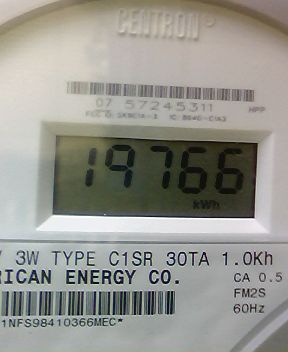 CENTRON
07 57245311
HPP
19766
kWh
3W TYPE C1SR 30TA 1.0Kh
RICAN ENERGY CO.
CA 0.5
FM2S
60Hz
1NFS98410366MEC*